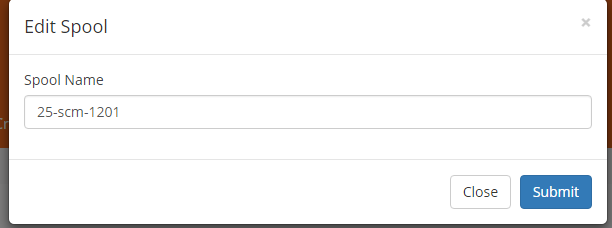 Edit Spool
×
Spool Name
25-scm-1201
Close
Submit